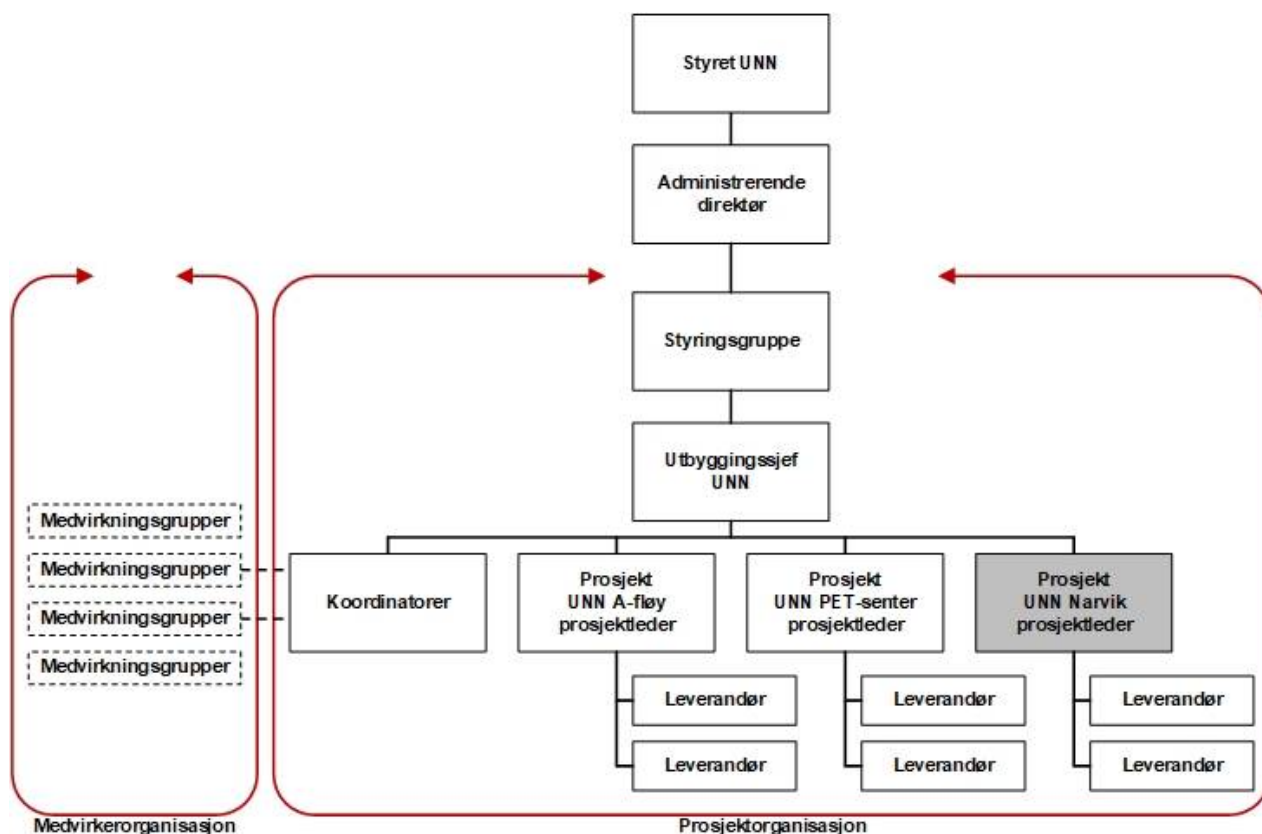 Styret UNN
Administrerende
direktør
Styringsgruppe
Utbyggingssjef
UNN
Medvirkningsgrupper
Medvirkningsgrupper
Medvirkningsgrupper
Medvirkningsgrupper
Koordinatorer
Prosjekt
UNN A-fløy
prosjektleder
Prosjekt
UNN PET-senter
prosjektleder
Prosjekt
UNN Narvik
prosjektleder
Leverandør
Leverandør
Leverandør
Leverandør
Leverandør
Leverandør
Medvirkerorganisasjon
Prosjektorganisasjon